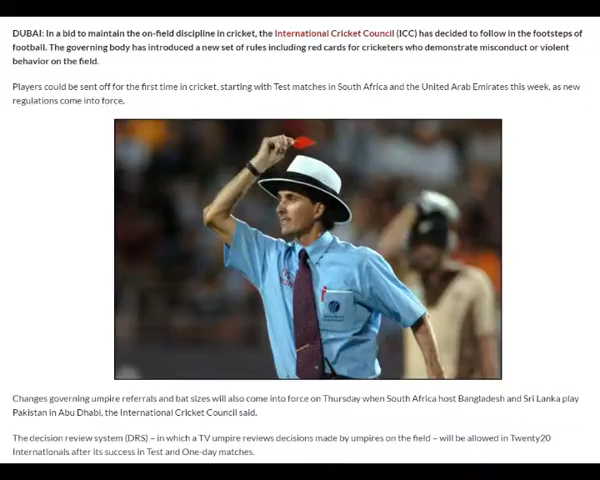 DUBAI: In a bid to maintain the on-field discipline in cricket, the International Cricket Council (ICC) has decided to follow in the footsteps of
football. The governing body has introduced a new set of rules including red cards for cricketers who demonstrate misconduct or violent
behavior on the field.
Players could be sent off for the first time in cricket, starting with Test matches in South Africa and the United Arab Emirates this week, as new
regulations come into force.
Changes governing umpire referrals and bat sizes will also come into force on Thursday when South Africa host Bangladesh and Sri Lanka play
Pakistan in Abu Dhabi, the International Cricket Council said.
The decision review system (DRS) – in which a TV umpire reviews decisions made by umpires on the field – will be allowed in Twenty20
Internationals after its success in Test and One-day matches.